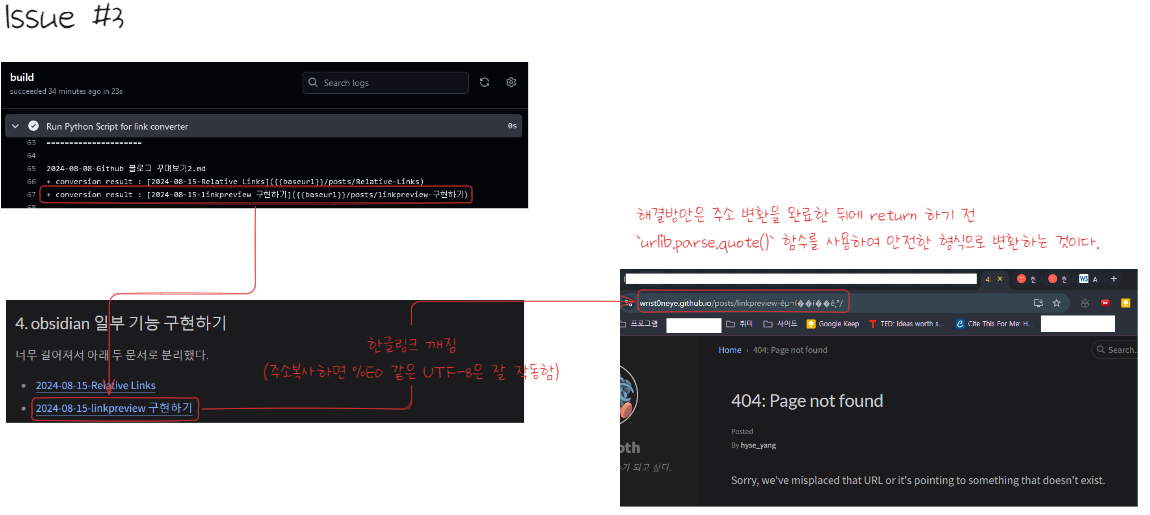 Issue #3
build
succeeded 34 minutes ago in 23s
Search logs
Run Python Script for link converter
0s
63 =====================
64
65 2024-08-08-Github 블로그 꾸며보기2.md
66 + conversion result : [2024-08-15-Relative Links]({{baseurl}}/posts/Relative-Links)
67 + conversion result : [2024-08-15-linkpreview 구현하기]({{baseurl}}/posts/linkpreview-구현하기)
68
4. obsidian 일부 기능 구현하기
너무 길어져서 아래 두 문서로 분리했다.
2024-08-15-Relative Links
2024-08-15-linkpreview 구현하기
한글링크 깨짐
(주소복사하면 %E0 같은 UTF-8은 잘 작동함)
해결방안은 주소 변환을 완료한 뒤에 return 하기 전
`urlib.parse.quote()` 함수를 사용하여 안전한 형식으로 변환하는 것이다.
4:
현
현
A
wrist0neye.github.io/posts/linkpreview-
프로그램
취미
사이트
Google Keep
TED: Ideas worth s...
Cite This For Me: H...
Home › 404: Page not found
Search...
404: Page not found
Posted
By hyse_yang
oth
가 되고 싶다.
Sorry, we've misplaced that URL or it's pointing to something that doesn't exist.